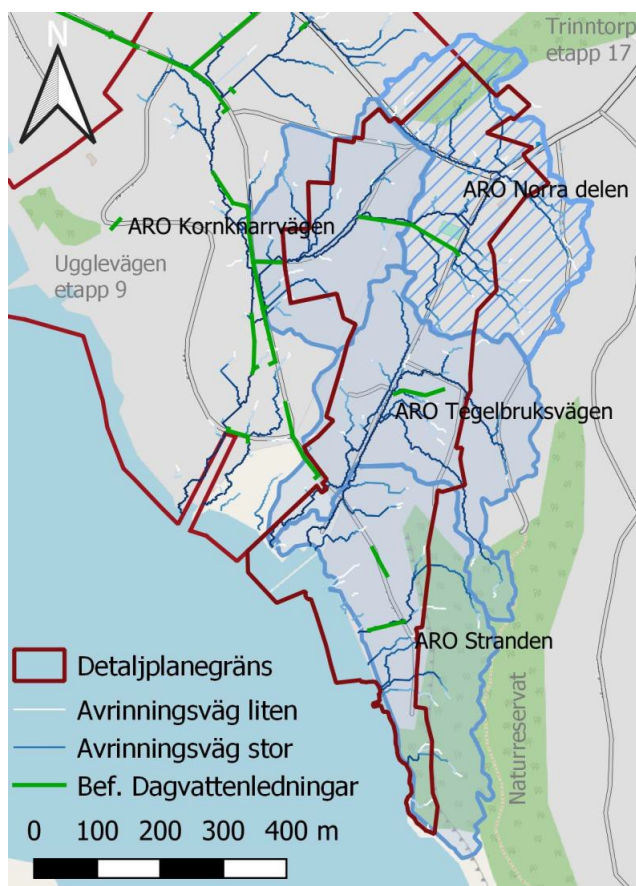 N
Trinntorp
etapp 17
ARO Norra delen
ARO Kornknarrvägen
Ugglevägen
etapp 9
ARO Tegelbruksvägen
ARO Stranden
Naturreservat
Detaljplanegräns
Avrinningsväg liten
Avrinningsväg stor
Bef. Dagvattenledningar
0 100 200 300 400 m